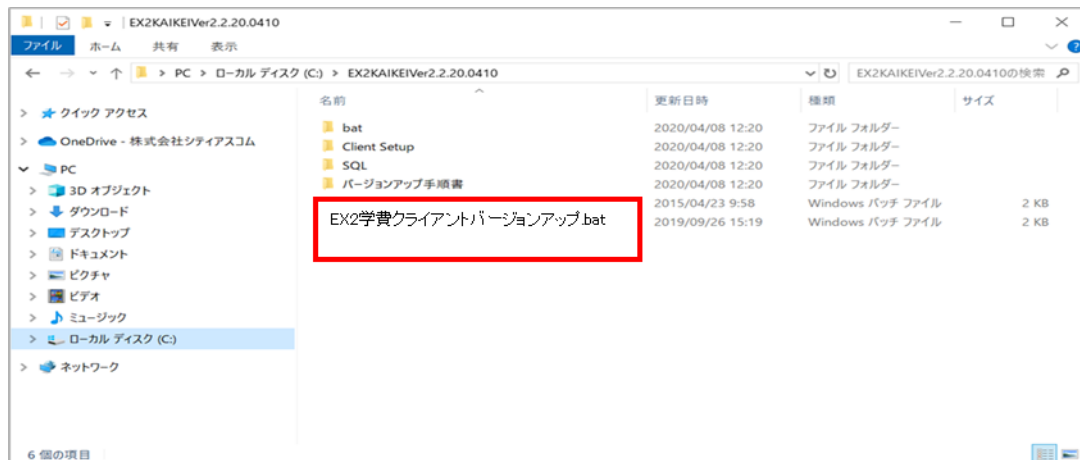 EX2KAIKEIVer2.2.20.0410
ファイル ホーム 共有 表示
PC > ローカル ディスク (C:) > EX2KAIKEIVer2.2.20.0410 EX2KAIKEIVer2.2.20.0410の検索
名前 更新日時 種類 サイズ
クイック アクセス
OneDrive - 株式会社シティアスコム
PC
3D オブジェクト
ダウンロード
デスクトップ
ドキュメント
ピクチャ
ビデオ
ミュージック
ローカル ディスク (C:)
ネットワーク
bat 2020/04/08 12:20 ファイル フォルダー
Client Setup 2020/04/08 12:20 ファイル フォルダー
SQL 2020/04/08 12:20 ファイル フォルダー
バージョンアップ手順書 2020/04/08 12:20 ファイル フォルダー
2015/04/23 9:58 Windows バッチ ファイル 2 KB
EX2学費クライアントバージョンアップ.bat
2019/09/26 15:19 Windows バッチ ファイル 2 KB
6 個の項目